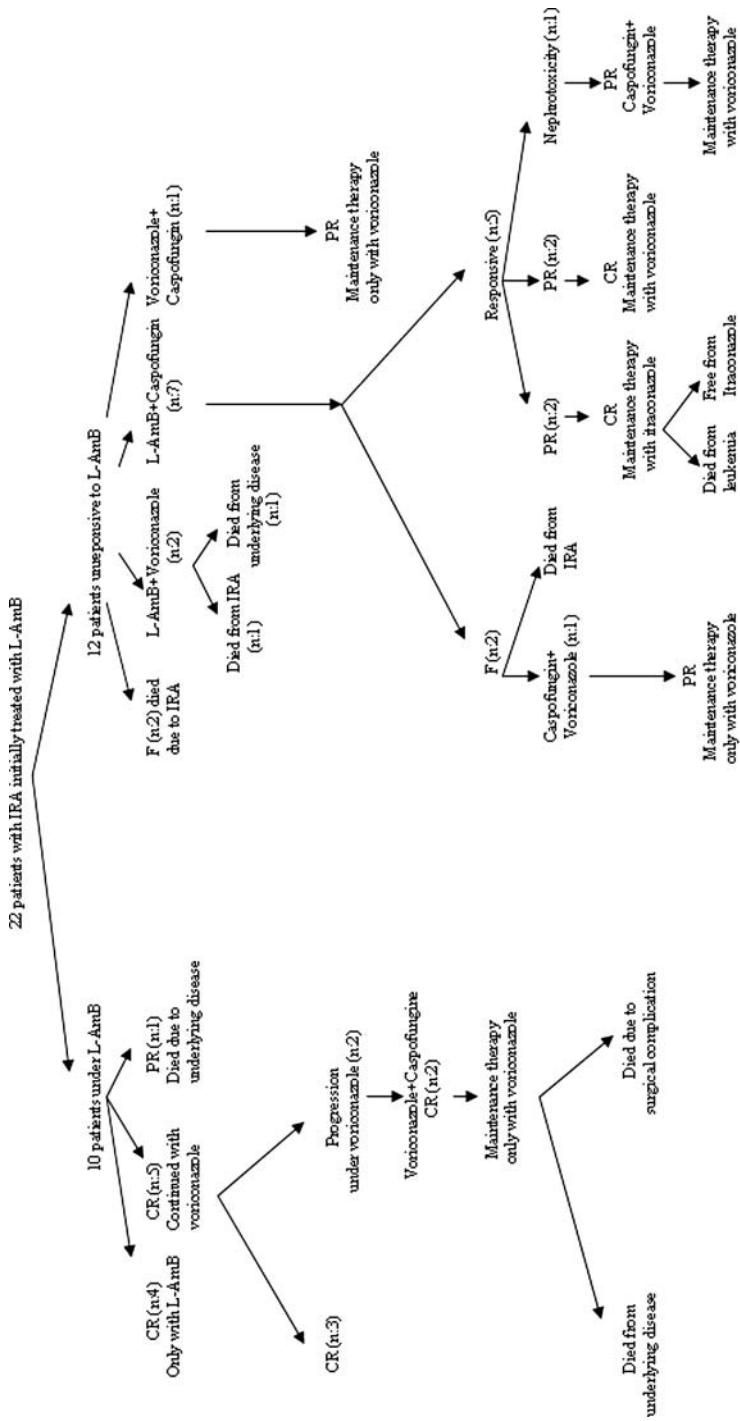 22 patients with IRA initially treated with L-AmB
10 patients under L-AmB
CR (n:4)
Only with L-AmB
CR (n:5)
Continued with
voriconazole
PR (n:1)
Died due to
underlying disease
CR (n:3)
Progression
under voriconazole (n:2)
Voriconazole+Caspofungine
CR (n:2)
Maintenance therapy
only with voriconazole
Died from
underlying disease
Died due to
surgical complication
12 patients unreponsive to L-AmB
F (n:2) died
due to IRA
L-AmB+Voriconazole
(n:2)
Died from IRA
(n:1)
Died from
underlying disease
(n:1)
L-AmB+Caspofungin
(n:7)
Voriconazole+
Caspofungin (n:1)
PR
Maintenance therapy
only with voriconazole
F (n:2)
Caspofungin+
Voriconazole (n:1)
Died from
IRA
PR
Maintenance therapy
only with voriconazole
Responsive (n:5)
PR (n:2)
CR
Maintenance therapy
with itraconazole
Died from
leukemia
Free from
Itraconazole
PR (n:2)
CR
Maintenance therapy
with voriconazole
Nephrotoxicity (n:1)
PR
Caspofungin+
Voriconazole
Maintenance therapy
with voriconazole